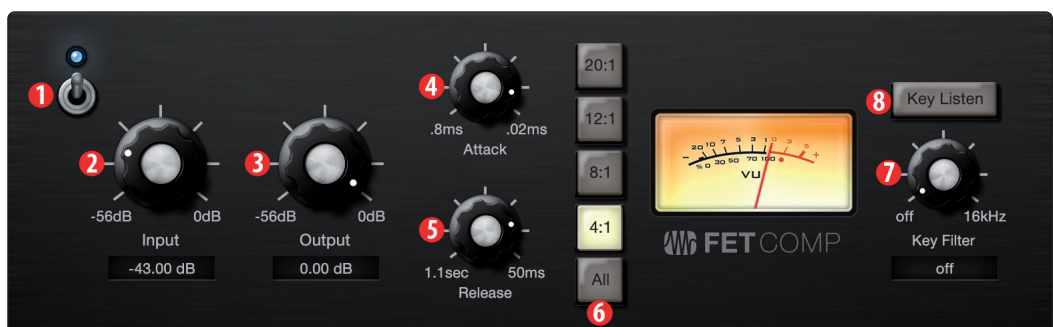 1
2
-56dB
0dB
Input
-43.00 dB
3
-56dB
0dB
Output
0.00 dB
4
.8ms
.02ms
Attack
5
1.1sec
50ms
Release
20:1
12:1
8:1
4:1
All
6
20 10 7 5 3 1 0 3 5
- +
% 0 30 50 70 100
VU
FET COMP
8
Key Listen
7
off
16kHz
Key Filter
off